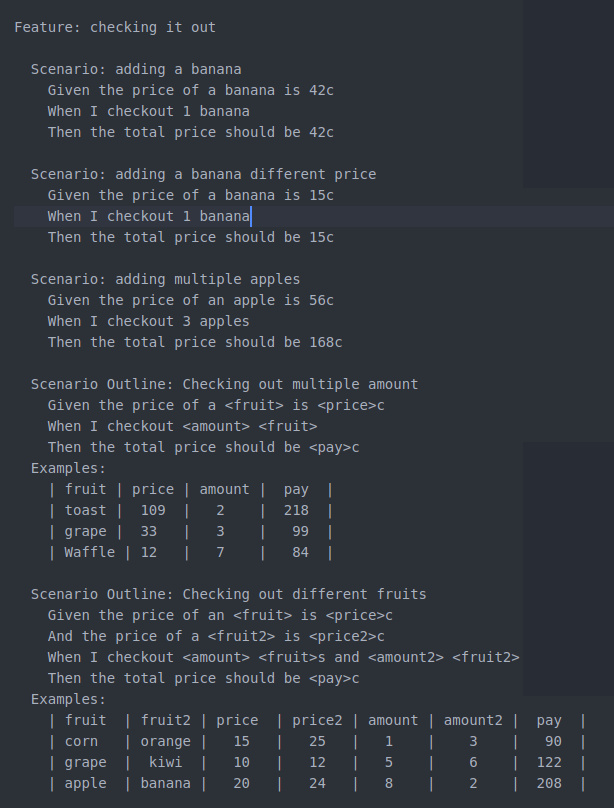 Feature: checking it out
Scenario: adding a banana
Given the price of a banana is 42c
When I checkout 1 banana
Then the total price should be 42c
Scenario: adding a banana different price
Given the price of a banana is 15c
When I checkout 1 banana
Then the total price should be 15c
Scenario: adding multiple apples
Given the price of an apple is 56c
When I checkout 3 apples
Then the total price should be 168c
Scenario Outline: Checking out multiple amount
Given the price of a <fruit> is <price>c
When I checkout <amount> <fruit>
Then the total price should be <pay>c
Examples:
| fruit | price | amount | pay |
| toast | 109 | 2 | 218 |
| grape | 33 | 3 | 99 |
| Waffle | 12 | 7 | 84 |
Scenario Outline: Checking out different fruits
Given the price of an <fruit> is <price>c
And the price of a <fruit2> is <price2>c
When I checkout <amount> <fruit>s and <amount2> <fruit2>
Then the total price should be <pay>c
Examples:
| fruit | fruit2 | price | price2 | amount | amount2 | pay |
| corn | orange | 15 | 25 | 1 | 3 | 90 |
| grape | kiwi | 10 | 12 | 5 | 6 | 122 |
| apple | banana | 20 | 24 | 8 | 2 | 208 |